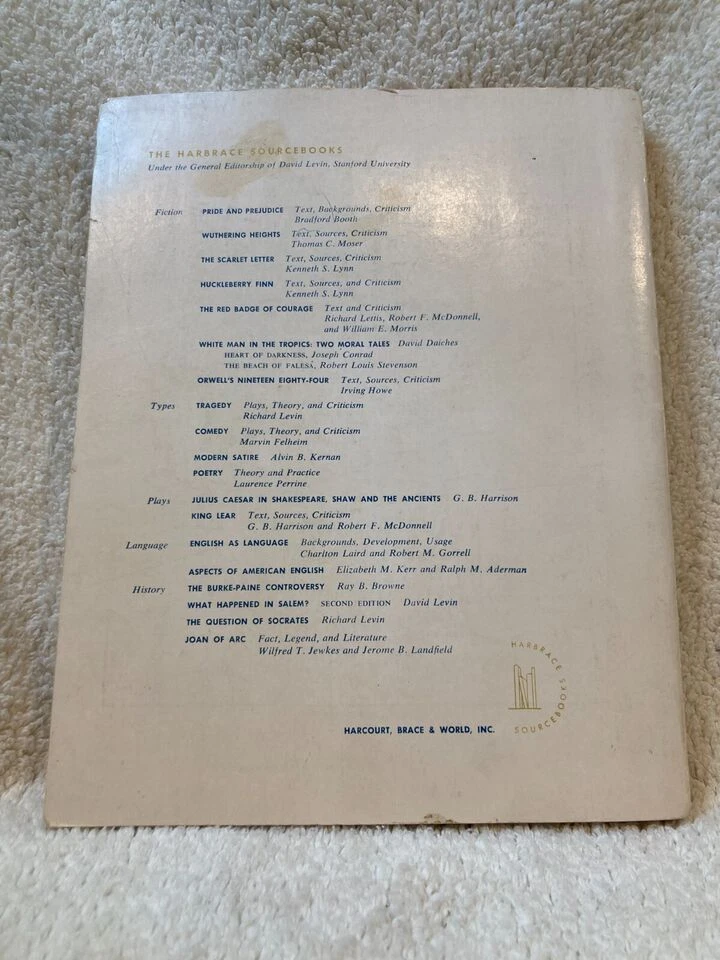 THE HARBRACE SOURCEBOOKS
Under the General Editorship of David Levin, Stanford University
Fiction PRIDE AND PREJUDICE Text, Backgrounds, Criticism
Bradford Booth
WUTHERING HEIGHTS Text, Sources, Criticism
Thomas C. Moser
THE SCARLET LETTER Text, Sources, Criticism
Kenneth S. Lynn
HUCKLEBERRY FINN Text, Sources, and Criticism
Kenneth S. Lynn
THE RED BADGE OF COURAGE Text and Criticism
Richard Lettis, Robert F. McDonnell,
and William E. Morris
WHITE MAN IN THE TROPICS: TWO MORAL TALES David Daiches
HEART OF DARKNESS, Joseph Conrad
THE BEACH OF FALESÁ, Robert Louis Stevenson
ORWELL'S NINETEEN EIGHTY-FOUR Text, Sources, Criticism
Irving Howe
Types TRAGEDY Plays, Theory, and Criticism
Richard Levin
COMEDY Plays, Theory, and Criticism
Marvin Felheim
MODERN SATIRE Alvin B. Kernan
POETRY Theory and Practice
Laurence Perrine
Plays JULIUS CAESAR IN SHAKESPEARE, SHAW AND THE ANCIENTS G. B. Harrison
KING LEAR Text, Sources, Criticism
G. B. Harrison and Robert F. McDonnell
Language ENGLISH AS LANGUAGE Backgrounds, Development, Usage
Charlton Laird and Robert M. Gorrell
ASPECTS OF AMERICAN ENGLISH Elizabeth M. Kerr and Ralph M. Aderman
History THE BURKE-PAINE CONTROVERSY Ray B. Browne
WHAT HAPPENED IN SALEM? SECOND EDITION David Levin
THE QUESTION OF SOCRATES Richard Levin
JOAN OF ARC Fact, Legend, and Literature
Wilfred T. Jewkes and Jerome B. Landfield
HARBRACE SOURCEBOOKS
HARCOURT, BRACE & WORLD, INC.